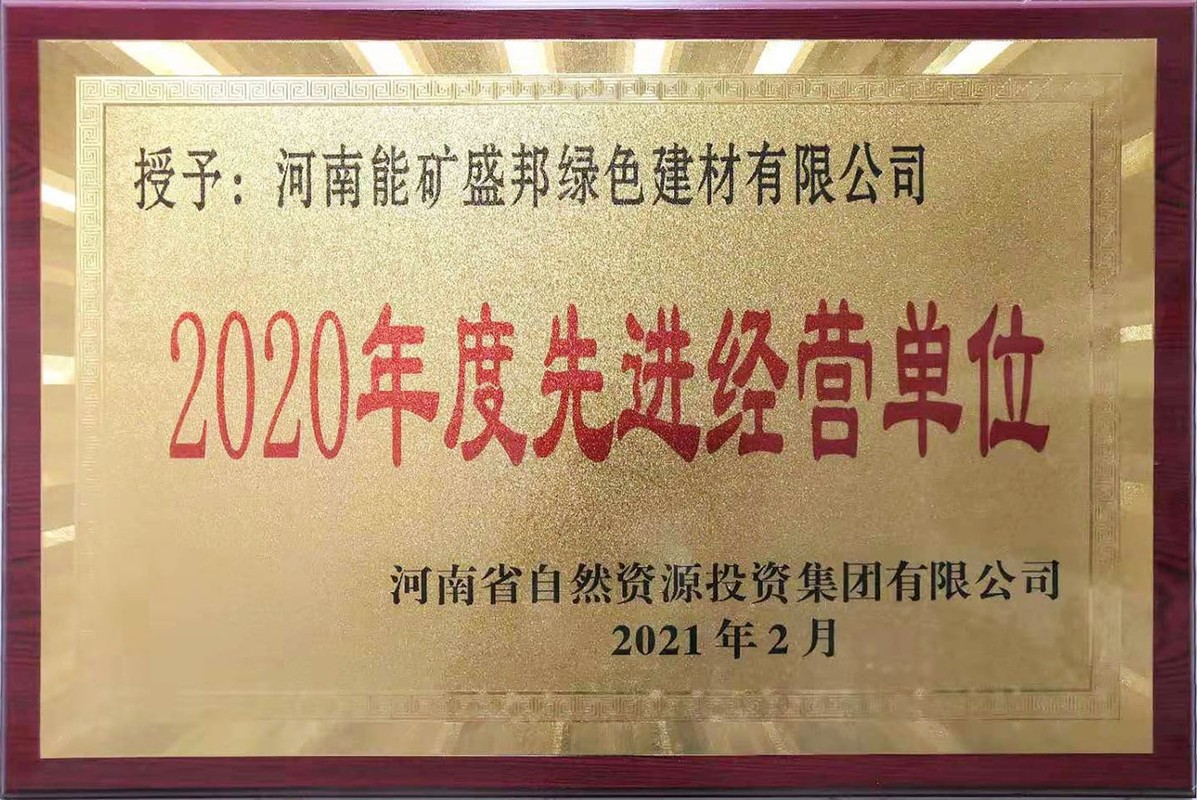 授予：河南能矿盛邦绿色建材有限公司
2020年度先进经营单位
河南省自然资源投资集团有限公司
2021年2月